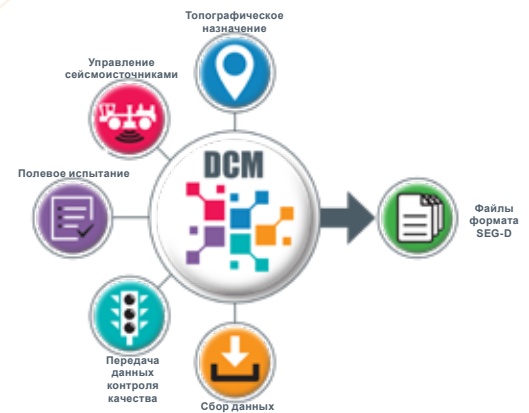 Топографическое
назначение
Управление
сейсмоисточниками
DCM
Полевое испытание
Файлы
формата
SEG-D
Передача
данных
контроля
качества
Сбор данных